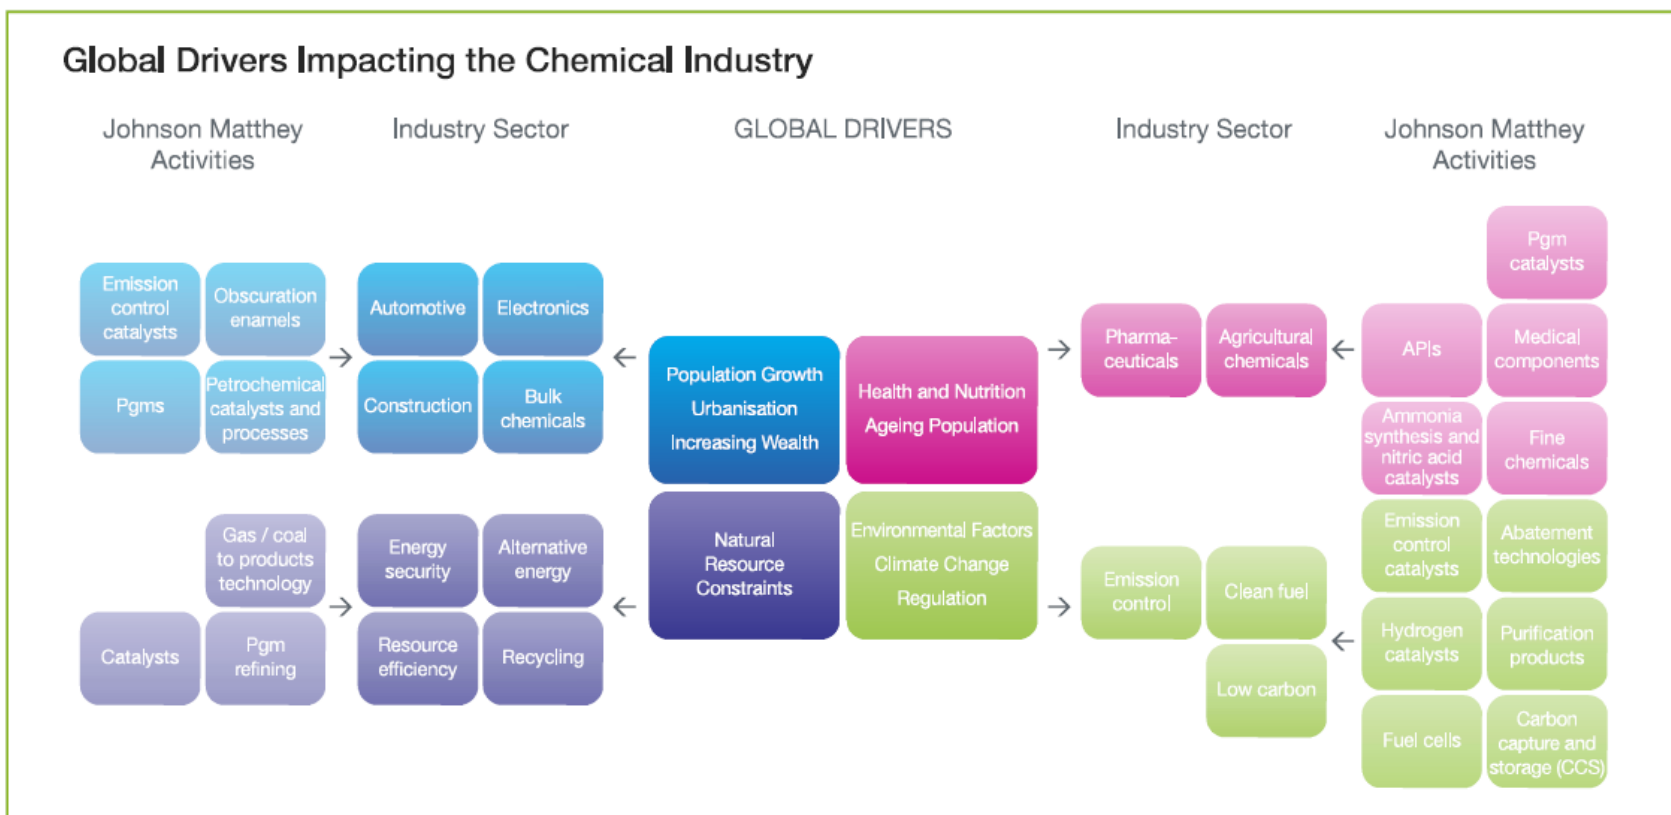 Global Drivers Impacting the Chemical Industry
Johnson Matthey
Activities
Industry Sector
GLOBAL DRIVERS
Industry Sector
Johnson Matthey
Activities
Emission
control
catalysts
Obscuration
enamels
Pgms
Petrochemical
catalysts and
processes
Automotive
Electronics
Construction
Bulk
chemicals
Population Growth
Urbanisation
Increasing Wealth
Health and Nutrition
Ageing Population
Pharma-
ceuticals
Agricultural
chemicals
Pgm
catalysts
APIs
Medical
components
Ammonia
synthesis and
nitric acid
catalysts
Fine
chemicals
Gas / coal
to products
technology
Catalysts
Pgm
refining
Energy
security
Alternative
energy
Resource
efficiency
Recycling
Natural
Resource
Constraints
Environmental Factors
Climate Change
Regulation
Emission
control
Clean fuel
Low carbon
Emission
control
catalysts
Abatement
technologies
Hydrogen
catalysts
Purification
products
Fuel cells
Carbon
capture and
storage (CCS)